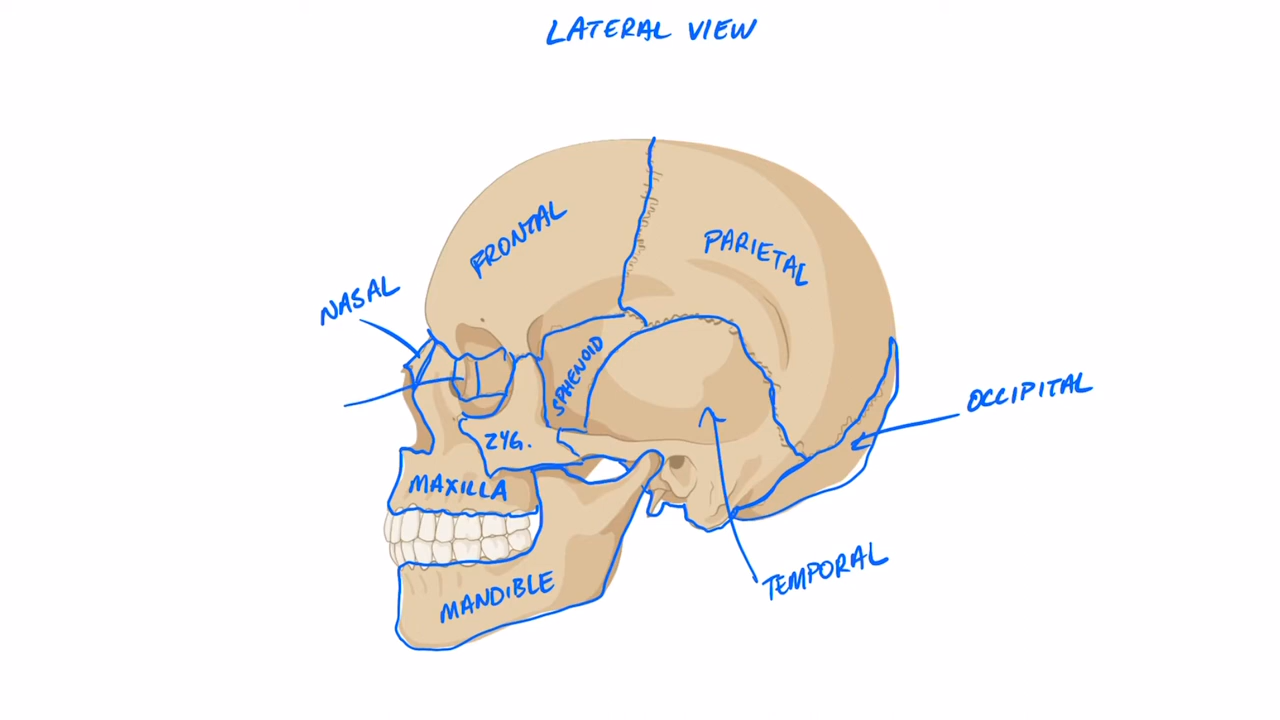 LATERAL VIEW
FRONTAL
PARIETAL
NASAL
SPHENOID
OCCIPITAL
ZYG.
MAXILLA
TEMPORAL
MANDIBLE